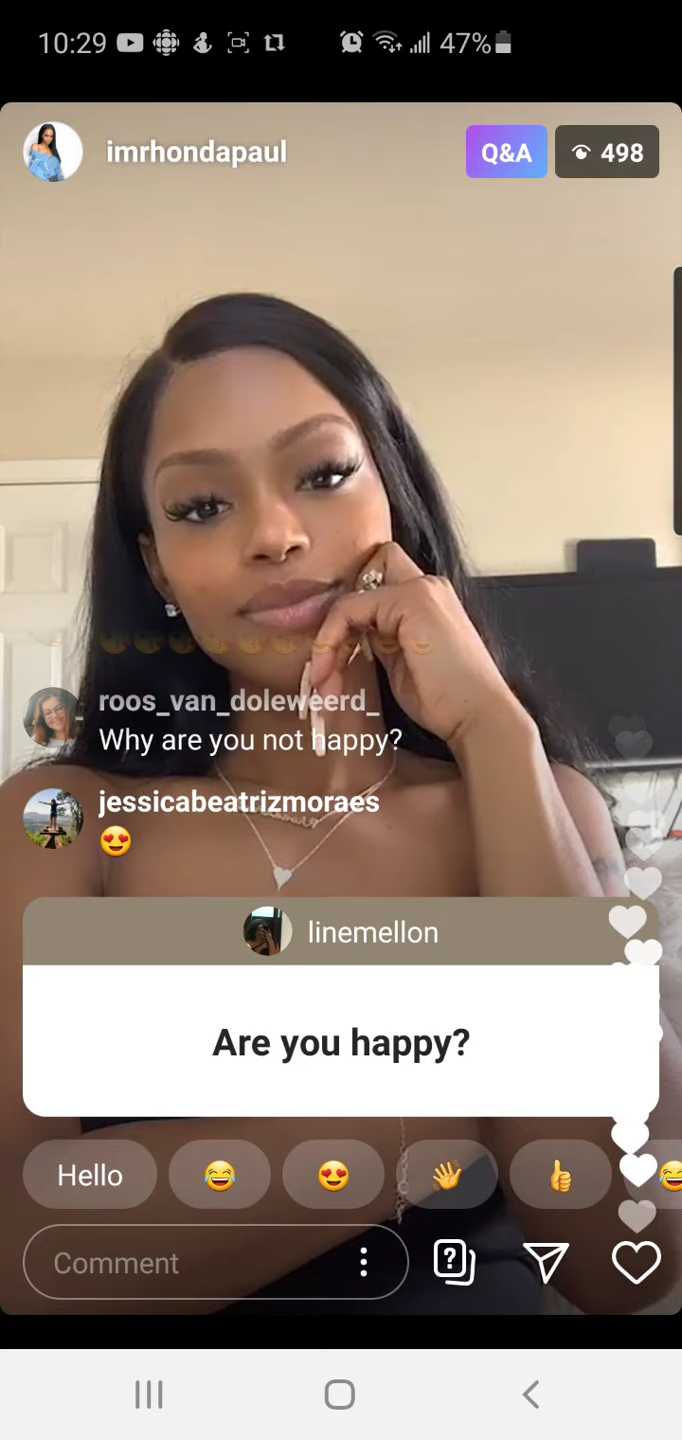 10:29 47%
imrhondapaul Q&A 498
😂😂😂😂😂😂😂😂😂😂
roos_van_doleweerd_
Why are you not happy?
jessicabeatrizmoraes
😍
linemellon
Are you happy?
Hello 😂 😍 👋 👍 😂
Comment